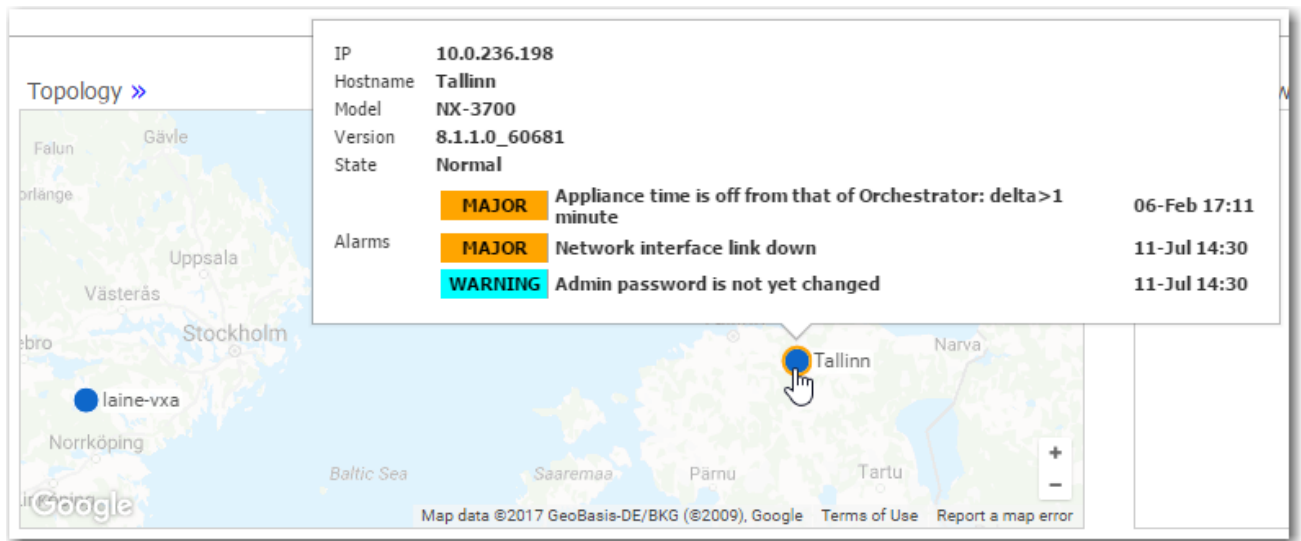 IP 10.0.236.198
Hostname Tallinn
Model NX-3700
Version 8.1.1.0_60681
State Normal
Alarms
MAJOR Appliance time is off from that of Orchestrator: delta>1 minute 06-Feb 17:11
MAJOR Network interface link down 11-Jul 14:30
WARNING Admin password is not yet changed 11-Jul 14:30
Topology »
Gävle
Falun
orlänge
Uppsala
Västerås
Stockholm
ebro
Narva
Tallinn
laine-vxa
Norrköping
Baltic Sea
Saaremaa
Pärnu
Tartu
+
−
Google
Map data ©2017 GeoBasis-DE/BKG (©2009), Google Terms of Use Report a map error